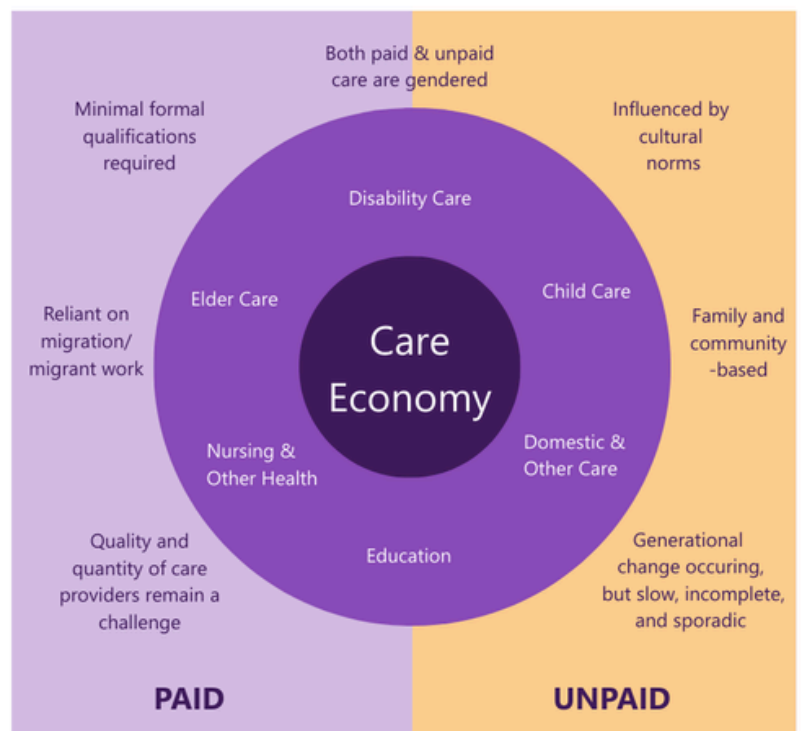 Both paid & unpaid
care are gendered
Minimal formal
qualifications
required
Influenced by
cultural
norms
Disability Care
Elder Care
Child Care
Reliant on
migration/
migrant work
Care
Economy
Family and
community
-based
Nursing &
Other Health
Domestic &
Other Care
Education
Quality and
quantity of care
providers remain a
challenge
Generational
change occuring,
but slow, incomplete,
and sporadic
PAID
UNPAID